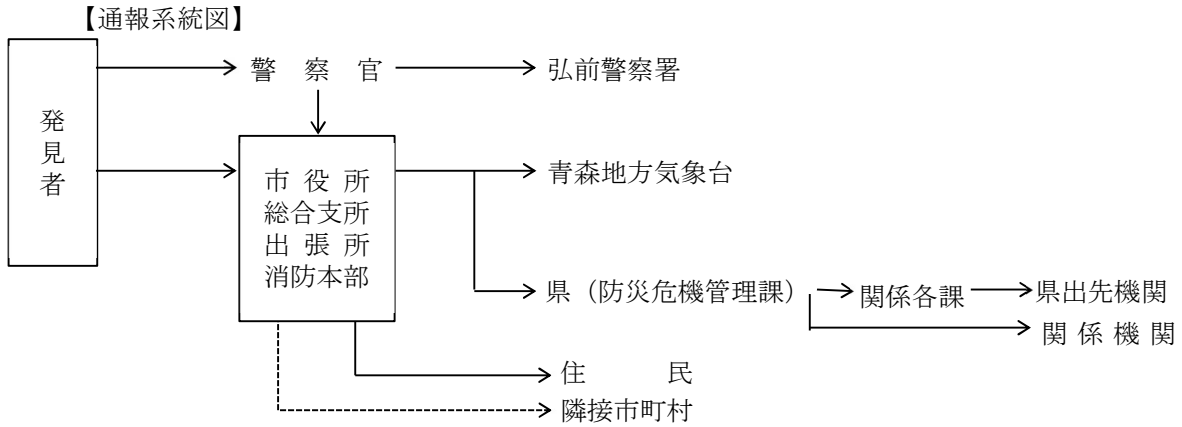 【通報系統図】
発見者
警察官
弘前警察署
市役所
総合支所
出張所
消防本部
青森地方気象台
県（防災危機管理課）
関係各課
県出先機関
関係機関
住民
隣接市町村